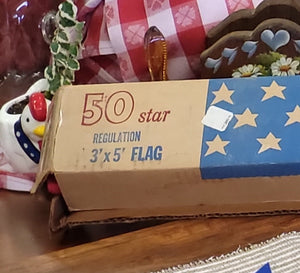 50 star
REGULATION
3'x5' FLAG